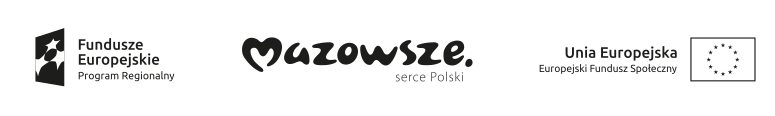 Fundusze
Europejskie
Program Regionalny
mazowsze.
serce Polski
Unia Europejska
Europejski Fundusz Społeczny